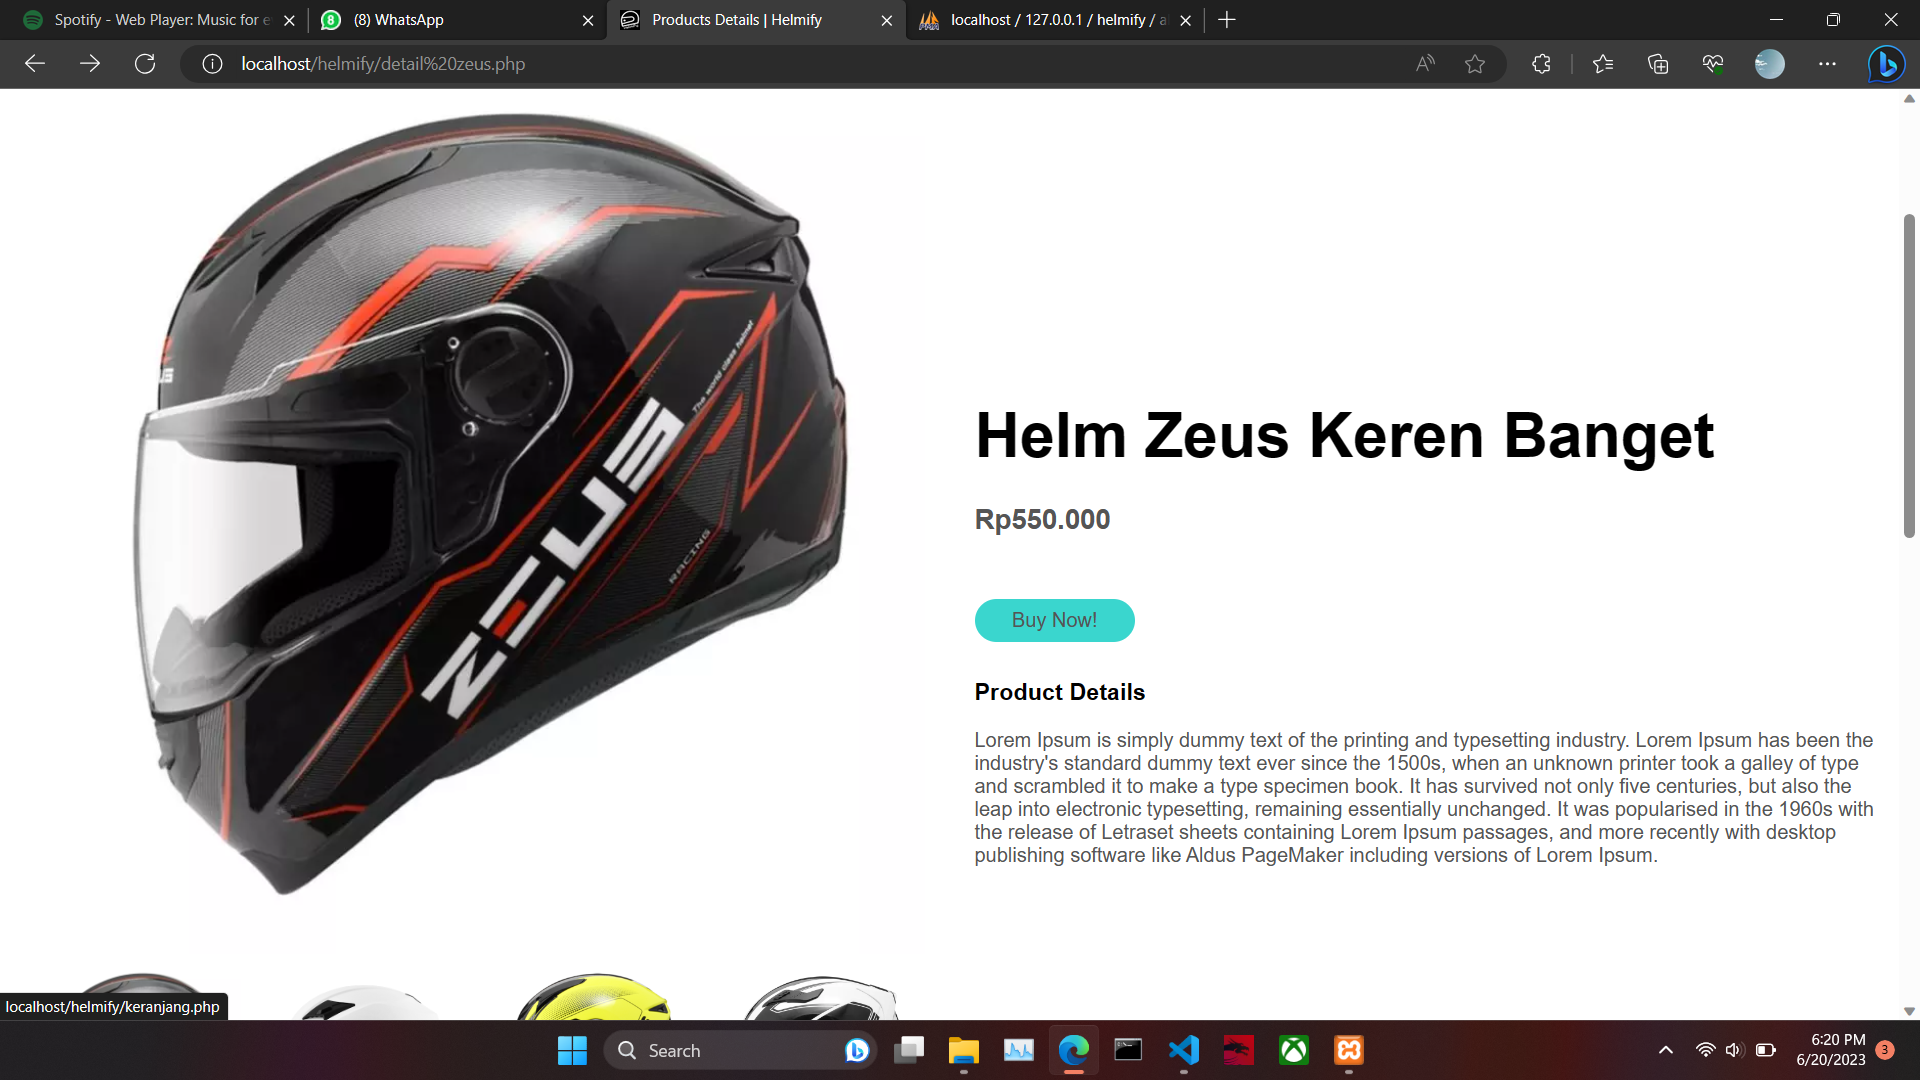 Spotify - Web Player: Music for e
(8) WhatsApp
Products Details | Helmify
localhost / 127.0.0.1 / helmify / a
localhost/helmify/detail%20zeus.php
The world class helmet
ZEUS
RACING
Helm Zeus Keren Banget
Rp550.000
Buy Now!
Product Details
Lorem Ipsum is simply dummy text of the printing and typesetting industry. Lorem Ipsum has been the
industry's standard dummy text ever since the 1500s, when an unknown printer took a galley of type
and scrambled it to make a type specimen book. It has survived not only five centuries, but also the
leap into electronic typesetting, remaining essentially unchanged. It was popularised in the 1960s with
the release of Letraset sheets containing Lorem Ipsum passages, and more recently with desktop
publishing software like Aldus PageMaker including versions of Lorem Ipsum.
localhost/helmify/keranjang.php
Search
6:20 PM
6/20/2023
3